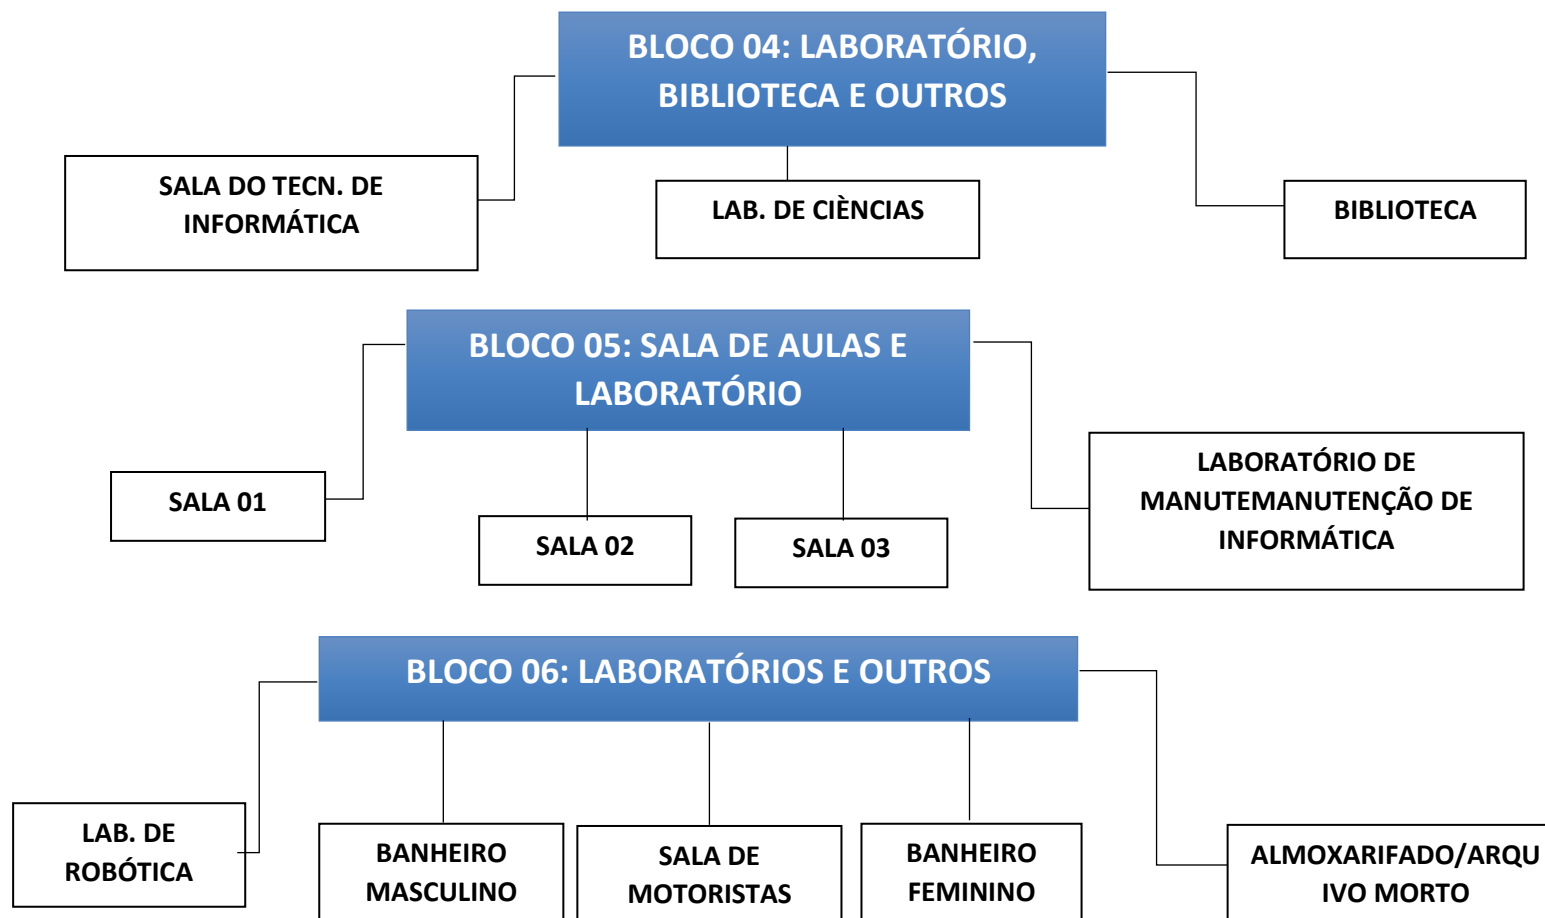 BLOCO 04: LABORATÓRIO,
BIBLIOTECA E OUTROS
SALA DO TECN. DE
INFORMÁTICA
LAB. DE CIÈNCIAS
BIBLIOTECA
BLOCO 05: SALA DE AULAS E
LABORATÓRIO
SALA 01
SALA 02
SALA 03
LABORATÓRIO DE
MANUTEMANUTENÇÃO DE
INFORMÁTICA
BLOCO 06: LABORATÓRIOS E OUTROS
LAB. DE
ROBÓTICA
BANHEIRO
MASCULINO
SALA DE
MOTORISTAS
BANHEIRO
FEMININO
ALMOXARIFADO/ARQU
IVO MORTO